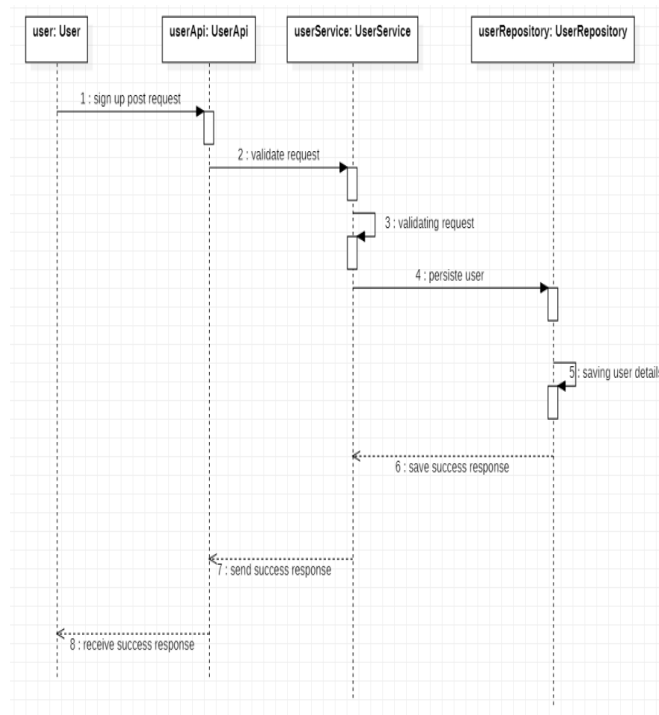 user: User
userApi: UserApi
userService: UserService
userRepository: UserRepository
1 : sign up post request
2 : validate request
3 : validating request
4 : persiste user
5 : saving user details
6 : save success response
7 : send success response
8 : receive success response